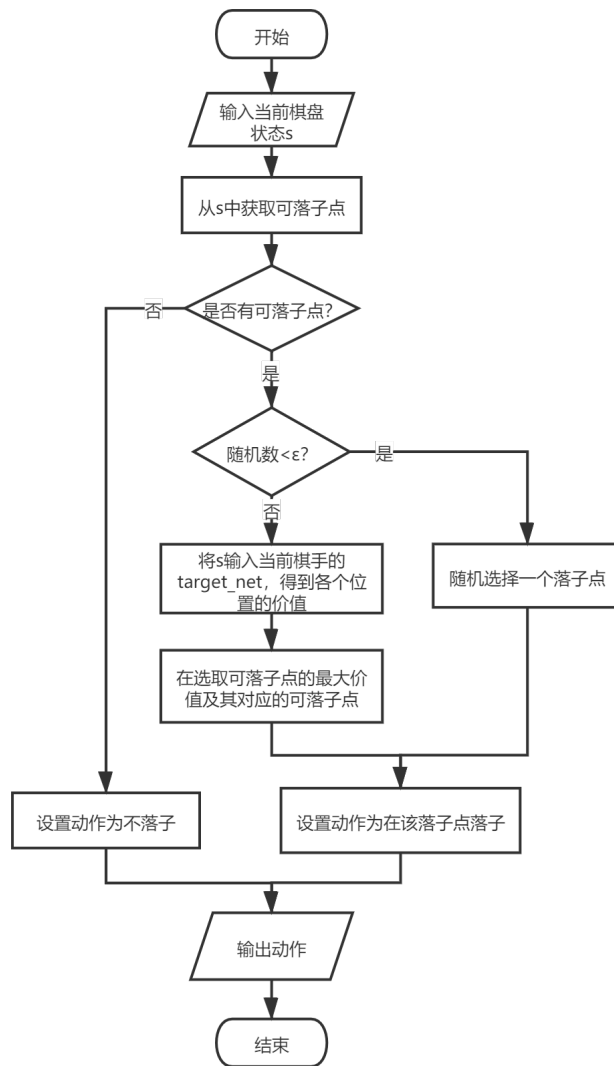 开始
输入当前棋盘
状态s
从s中获取可落子点
是否有可落子点?
否
是
随机数<ε?
是
否
将s输入当前棋手的
target_net，得到各个位
置的价值
随机选择一个落子点
在选取可落子点的最大价
值及其对应的可落子点
设置动作为不落子
设置动作为在该落子点落子
输出动作
结束